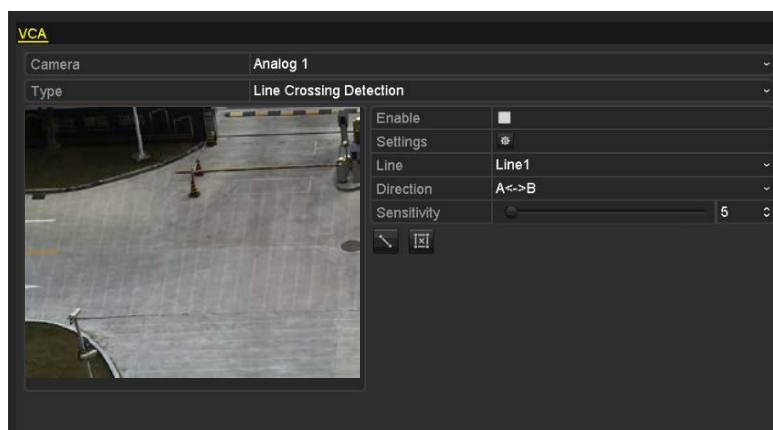 VCA
Camera Analog 1
Type Line Crossing Detection
Enable
Settings
Line Line1
Direction A<->B
Sensitivity 5